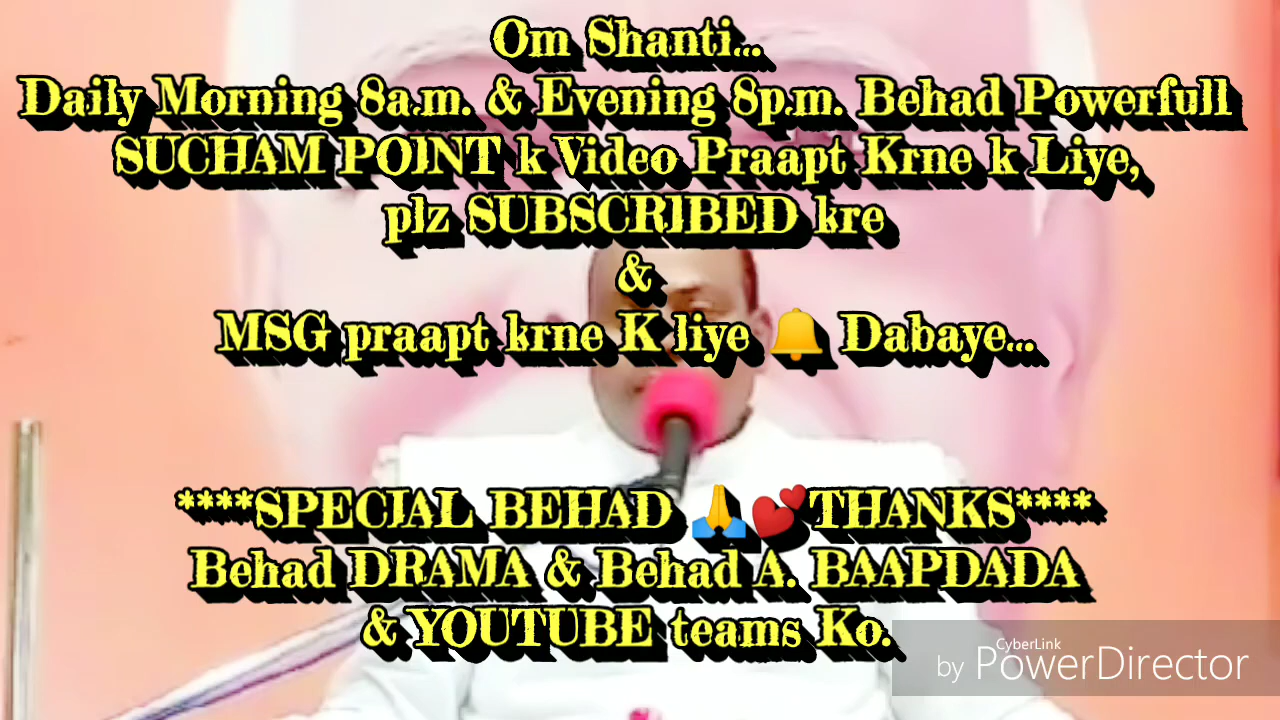 Om Shanti...
Daily Morning 8a.m. & Evening 8p.m. Behad Powerfull
SUCHAM POINT k Video Praapt Krne k Liye,
plz SUBSCRIBED kre
&
MSG praapt krne K liye 🔔 Dabaye...
****SPECIAL BEHAD 🙏💕THANKS****
Behad DRAMA & Behad A. BAAPDADA
& YOUTUBE teams Ko.
CyberLink
by PowerDirector